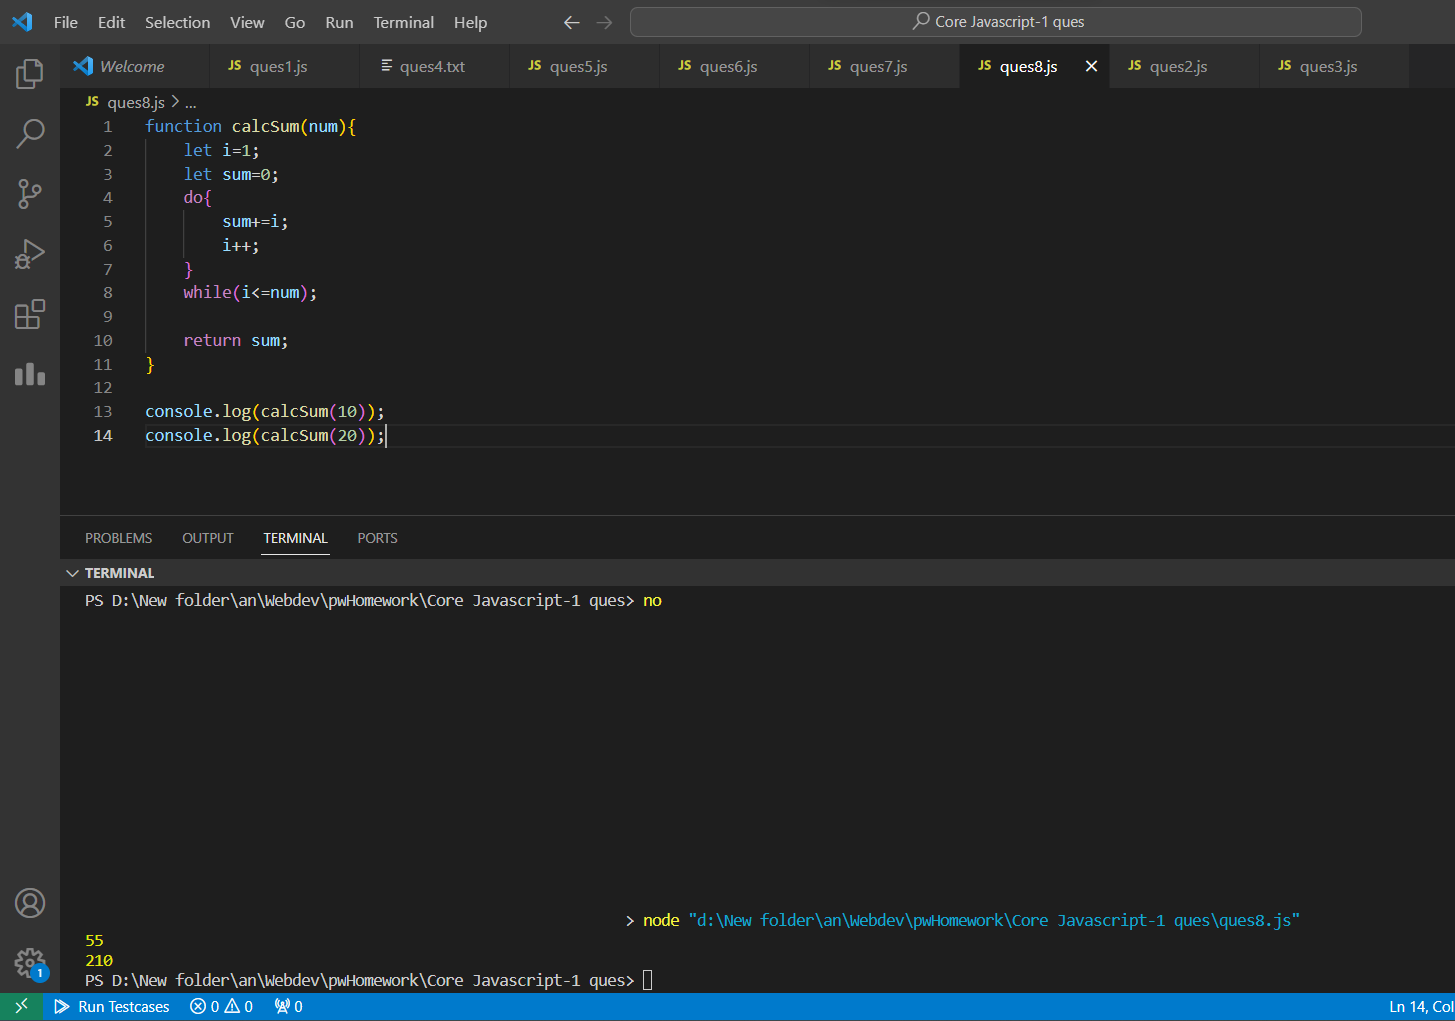 File Edit Selection View Go Run Terminal Help Core Javascript-1 ques
Welcome JS ques1.js ques4.txt JS ques5.js JS ques6.js JS ques7.js JS ques8.js JS ques2.js JS ques3.js
JS ques8.js > ...
1 function calcSum(num){
2 let i=1;
3 let sum=0;
4 do{
5 sum+=i;
6 i++;
7 }
8 while(i<=num);
9
10 return sum;
11 }
12
13 console.log(calcSum(10));
14 console.log(calcSum(20));
PROBLEMS OUTPUT TERMINAL PORTS
TERMINAL
PS D:\New folder\an\Webdev\pwHomework\Core Javascript-1 ques> no
> node "d:\New folder\an\Webdev\pwHomework\Core Javascript-1 ques\ques8.js"
55
210
PS D:\New folder\an\Webdev\pwHomework\Core Javascript-1 ques>
1
Run Testcases 0 0 0 Ln 14, Col